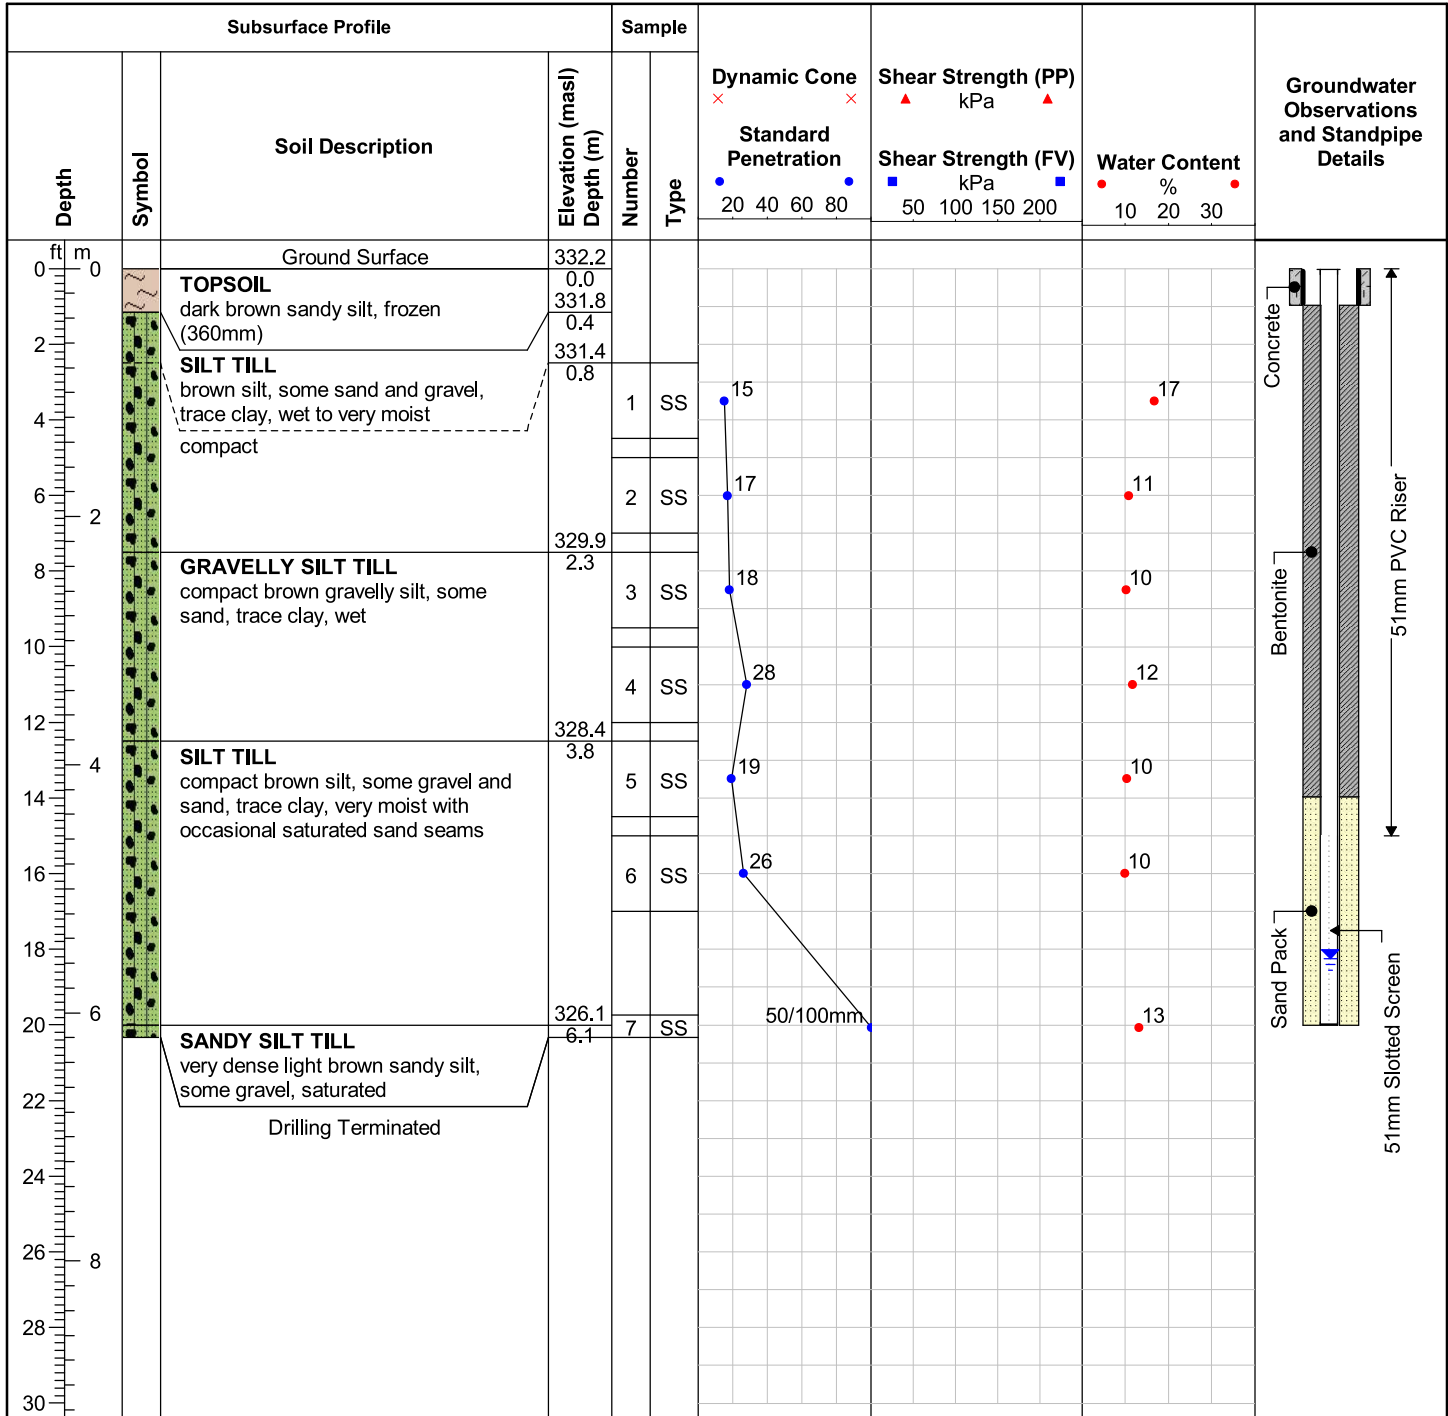 Subsurface Profile
Sample
Depth
Symbol
Soil Description
Elevation (masl)
Depth (m)
Number
Type
Dynamic Cone
Standard
Penetration
20 40 60 80
Shear Strength (PP)
kPa
Shear Strength (FV)
kPa
50 100 150 200
Water Content
%
10 20 30
Groundwater
Observations
and Standpipe
Details
ft m
0 0
2
4
6
2
8
10
12
4
14
16
18
6
20
22
24
26
8
28
30
Ground Surface
332.2
0.0
TOPSOIL
dark brown sandy silt, frozen
(360mm)
331.8
0.4
SILT TILL
brown silt, some sand and gravel,
trace clay, wet to very moist
331.4
0.8
compact
329.9
2.3
GRAVELLY SILT TILL
compact brown gravelly silt, some
sand, trace clay, wet
328.4
3.8
SILT TILL
compact brown silt, some gravel and
sand, trace clay, very moist with
occasional saturated sand seams
326.1
6.1
SANDY SILT TILL
very dense light brown sandy silt,
some gravel, saturated
Drilling Terminated
1 SS 15 17
2 SS 17 11
3 SS 18 10
4 SS 28 12
5 SS 19 10
6 SS 26 10
7 SS 50/100mm 13
Concrete
Bentonite
Sand Pack
51mm PVC Riser
51mm Slotted Screen